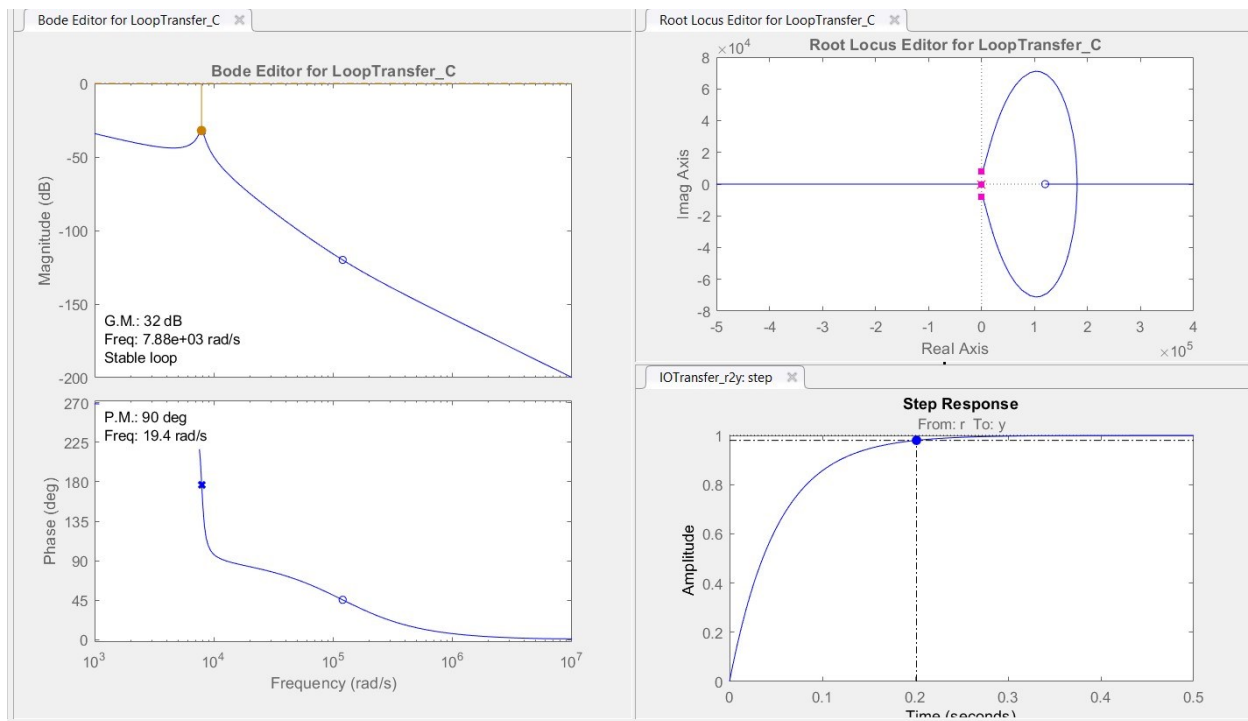 Bode Editor for LoopTransfer_C
Bode Editor for LoopTransfer_C
0
-50
-100
-150
-200
Magnitude (dB)
G.M.: 32 dB
Freq: 7.88e+03 rad/s
Stable loop
270
225
180
135
90
45
0
Phase (deg)
P.M.: 90 deg
Freq: 19.4 rad/s
10^3
10^4
10^5
10^6
10^7
Frequency (rad/s)
Root Locus Editor for LoopTransfer_C
×10^4
Root Locus Editor for LoopTransfer_C
8
6
4
2
0
-2
-4
-6
-8
Imag Axis
-5
-4
-3
-2
-1
0
1
2
3
4
Real Axis
×10^5
IOTransfer_r2y: step
Step Response
From: r To: y
1
0.8
0.6
0.4
0.2
0
Amplitude
0
0.1
0.2
0.3
0.4
0.5
Time (seconds)